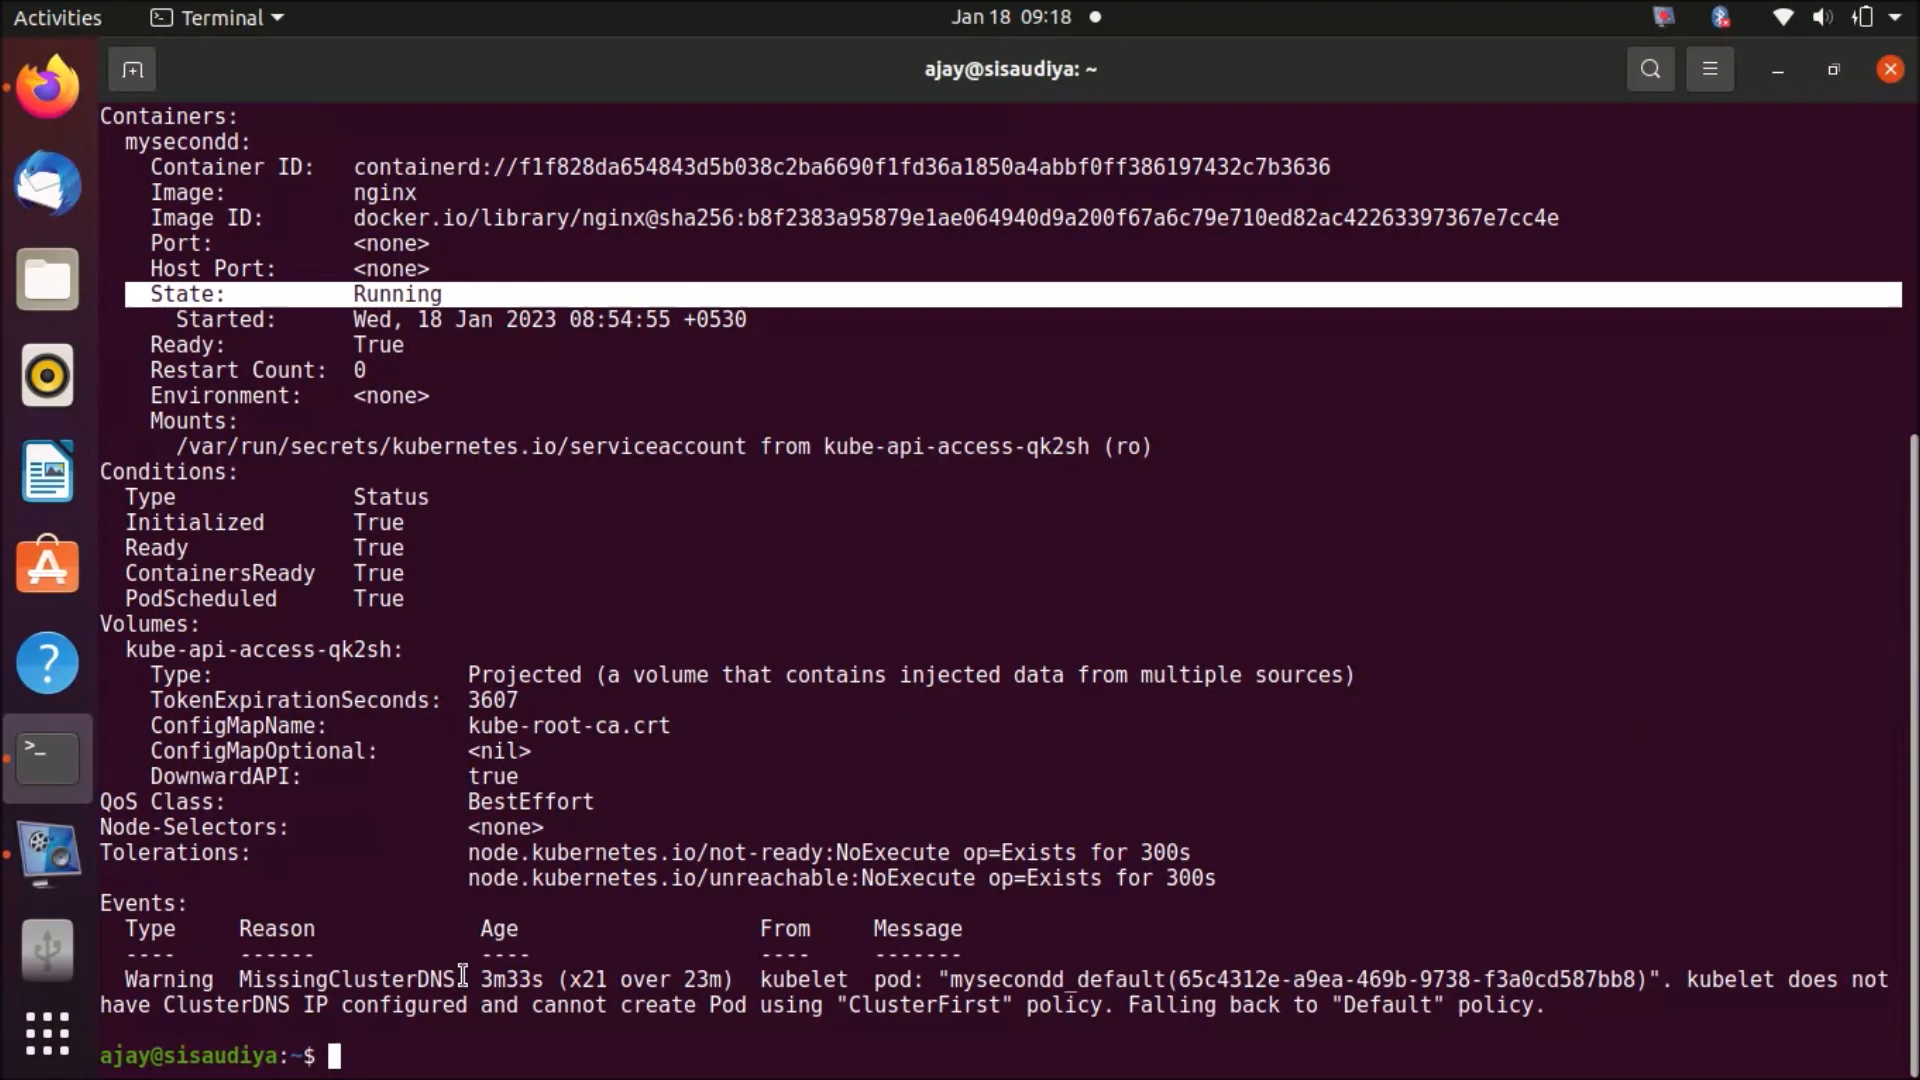 Activities Terminal Jan 18 09:18
ajay@sisaudiya: ~
Containers:
  mysecondd:
    Container ID:   containerd://f1f828da654843d5b038c2ba6690f1fd36a1850a4abbf0ff386197432c7b3636
    Image:          nginx
    Image ID:       docker.io/library/nginx@sha256:b8f2383a95879e1ae064940d9a200f67a6c79e710ed82ac42263397367e7cc4e
    Port:           <none>
    Host Port:      <none>
    State:          Running
      Started:      Wed, 18 Jan 2023 08:54:55 +0530
    Ready:          True
    Restart Count:  0
    Environment:    <none>
    Mounts:
      /var/run/secrets/kubernetes.io/serviceaccount from kube-api-access-qk2sh (ro)
Conditions:
  Type              Status
  Initialized       True
  Ready             True
  ContainersReady   True
  PodScheduled      True
Volumes:
  kube-api-access-qk2sh:
    Type:                    Projected (a volume that contains injected data from multiple sources)
    TokenExpirationSeconds:  3607
    ConfigMapName:           kube-root-ca.crt
    ConfigMapOptional:       <nil>
    DownwardAPI:             true
QoS Class:                   BestEffort
Node-Selectors:              <none>
Tolerations:                 node.kubernetes.io/not-ready:NoExecute op=Exists for 300s
                             node.kubernetes.io/unreachable:NoExecute op=Exists for 300s
Events:
  Type     Reason             Age                   From     Message
  ----     ------             ----                  ----     -------
  Warning  MissingClusterDNS  3m33s (x21 over 23m)  kubelet  pod: "mysecondd_default(65c4312e-a9ea-469b-9738-f3a0cd587bb8)". kubelet does not
have ClusterDNS IP configured and cannot create Pod using "ClusterFirst" policy. Falling back to "Default" policy.
ajay@sisaudiya:~$